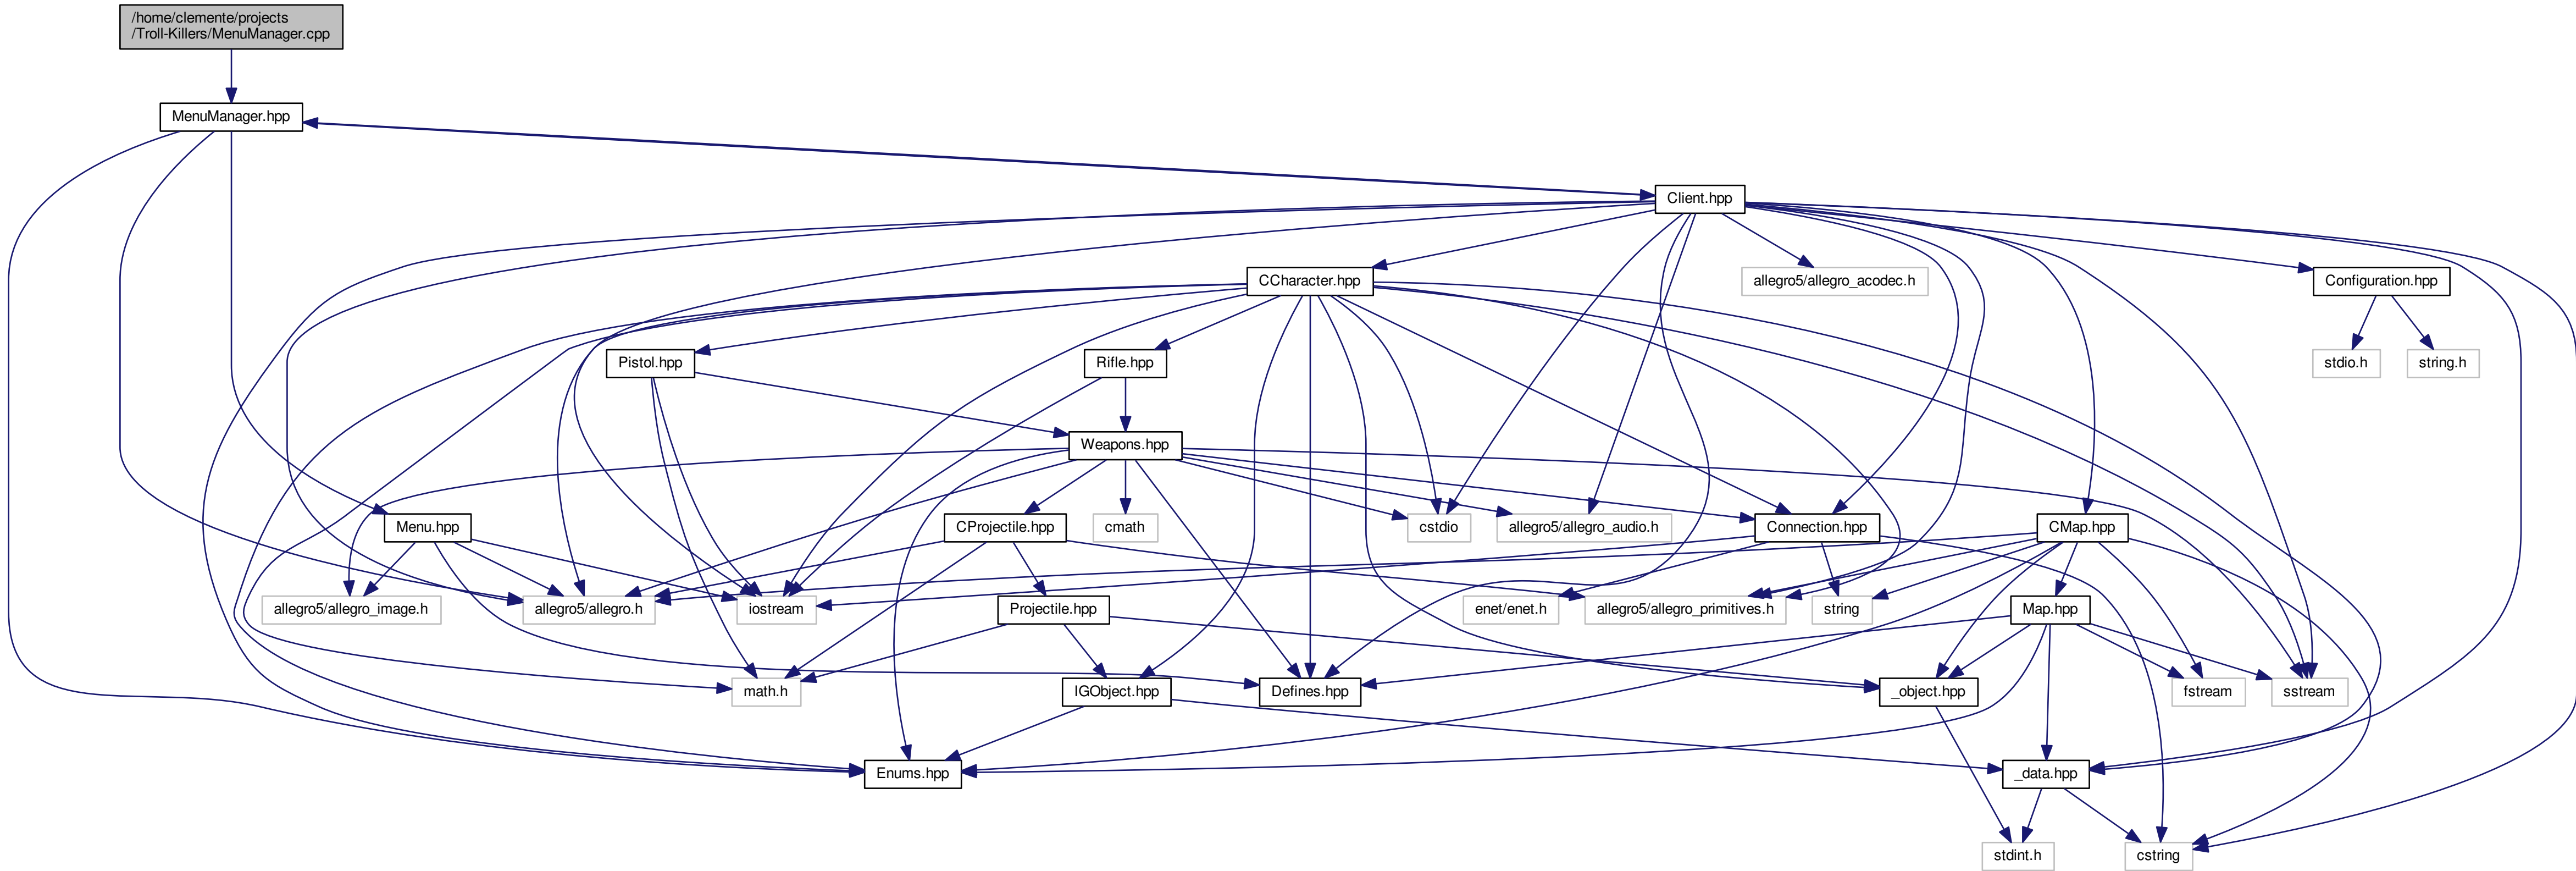 /home/clemente/projects
/Troll-Killers/MenuManager.cpp
MenuManager.hpp
Client.hpp
CCharacter.hpp
allegro5/allegro_acodec.h
Configuration.hpp
Pistol.hpp
Rifle.hpp
stdio.h
string.h
Weapons.hpp
Menu.hpp
CProjectile.hpp
cmath
cstdio
allegro5/allegro_audio.h
Connection.hpp
CMap.hpp
allegro5/allegro_image.h
allegro5/allegro.h
iostream
Projectile.hpp
enet/enet.h
allegro5/allegro_primitives.h
string
Map.hpp
math.h
IGObject.hpp
Defines.hpp
_object.hpp
fstream
sstream
Enums.hpp
_data.hpp
stdint.h
cstring